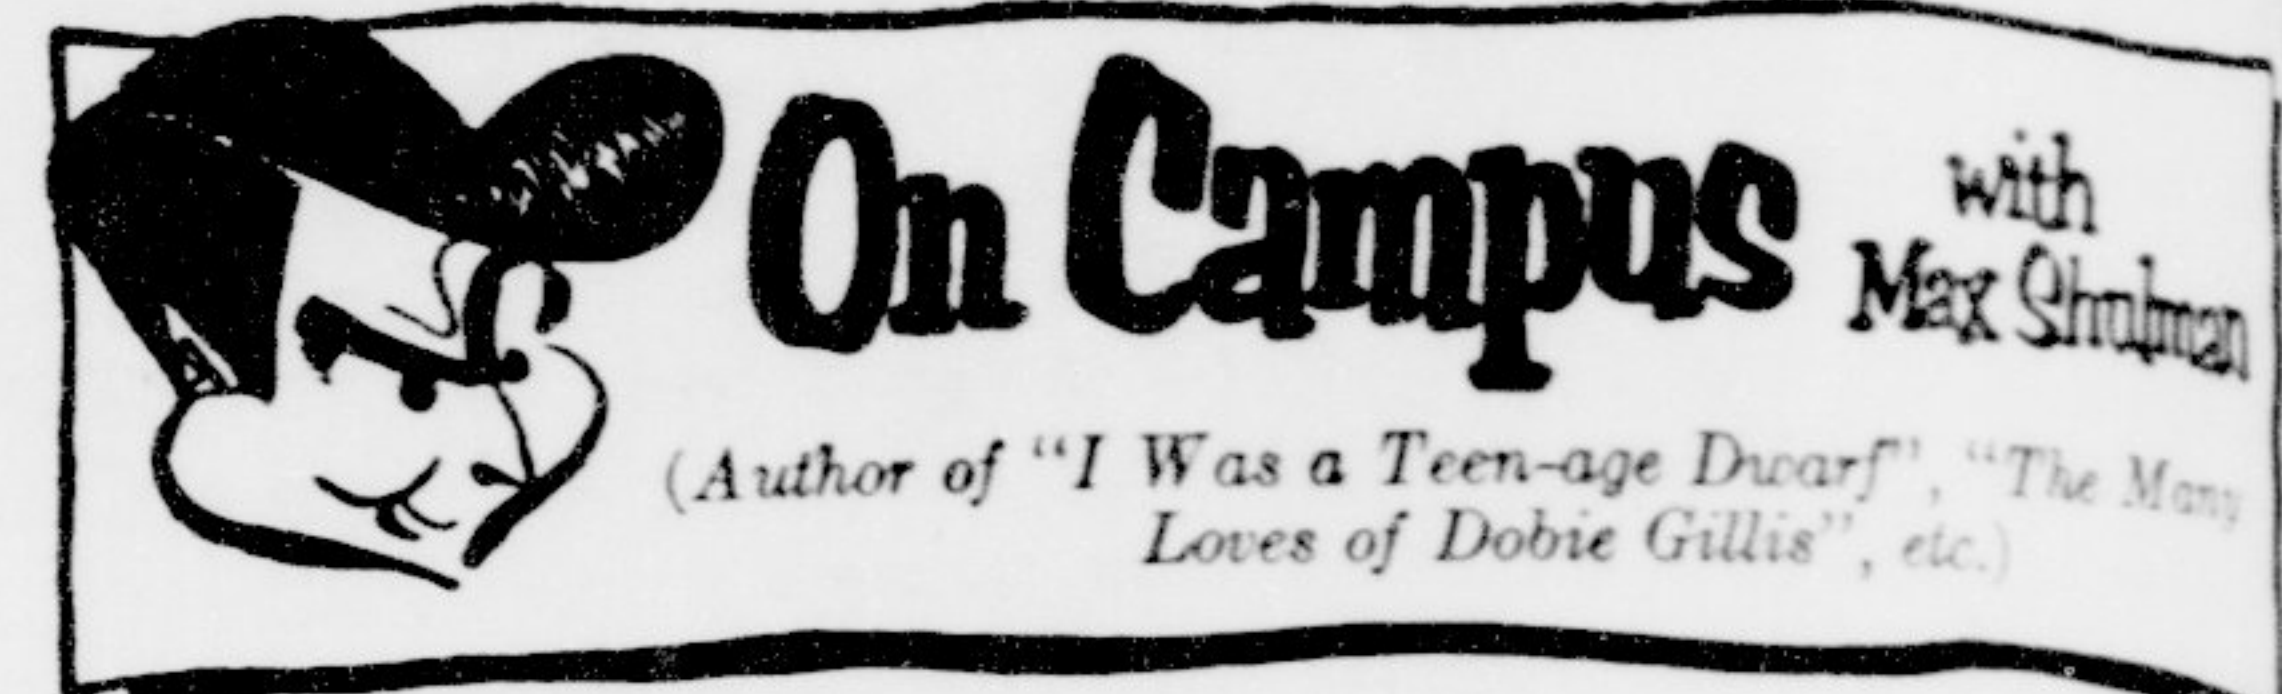 On Campus
with
Max Shulman
(Author of "I Was a Teen-age Dwarf", "The Many
Loves of Dobie Gillis", etc.)